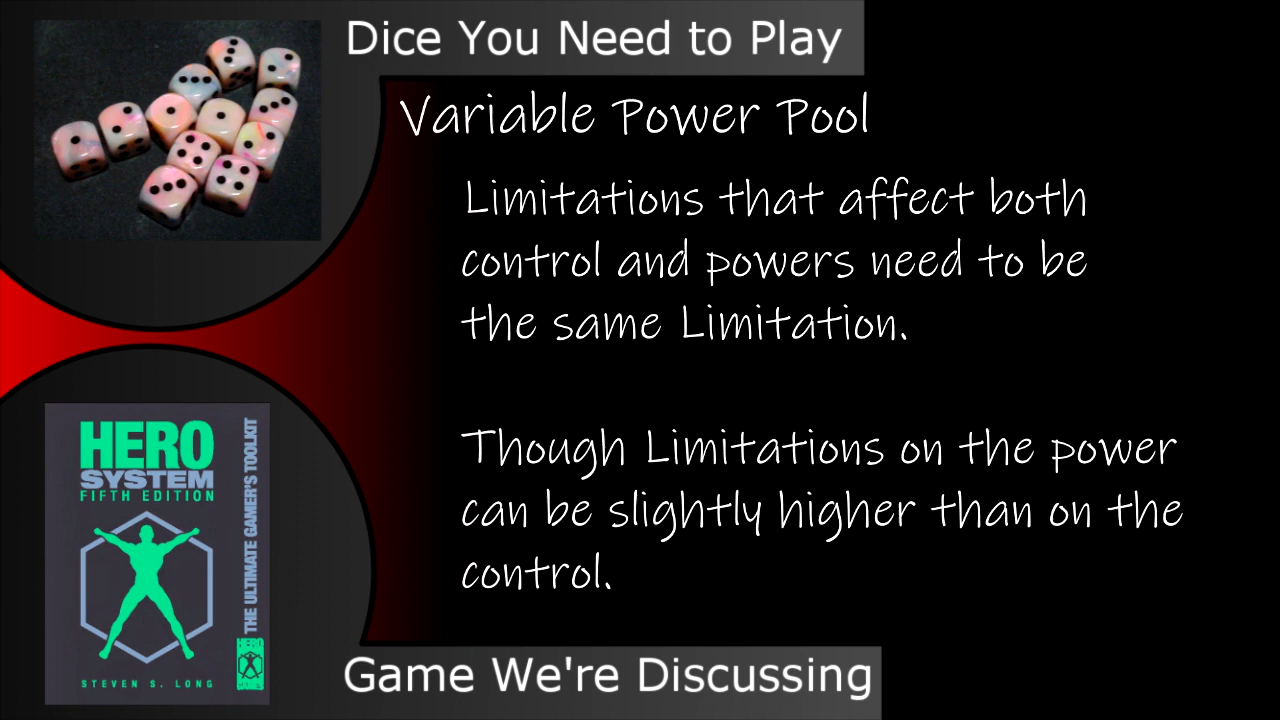 Dice You Need to Play
Variable Power Pool
Limitations that affect both
control and powers need to be
the same Limitation.
Though Limitations on the power
can be slightly higher than on the
control.
HERO
SYSTEM
FIFTH EDITION
THE ULTIMATE GAMER'S TOOLKIT
HERO
STEVEN S. LONG
Game We're Discussing